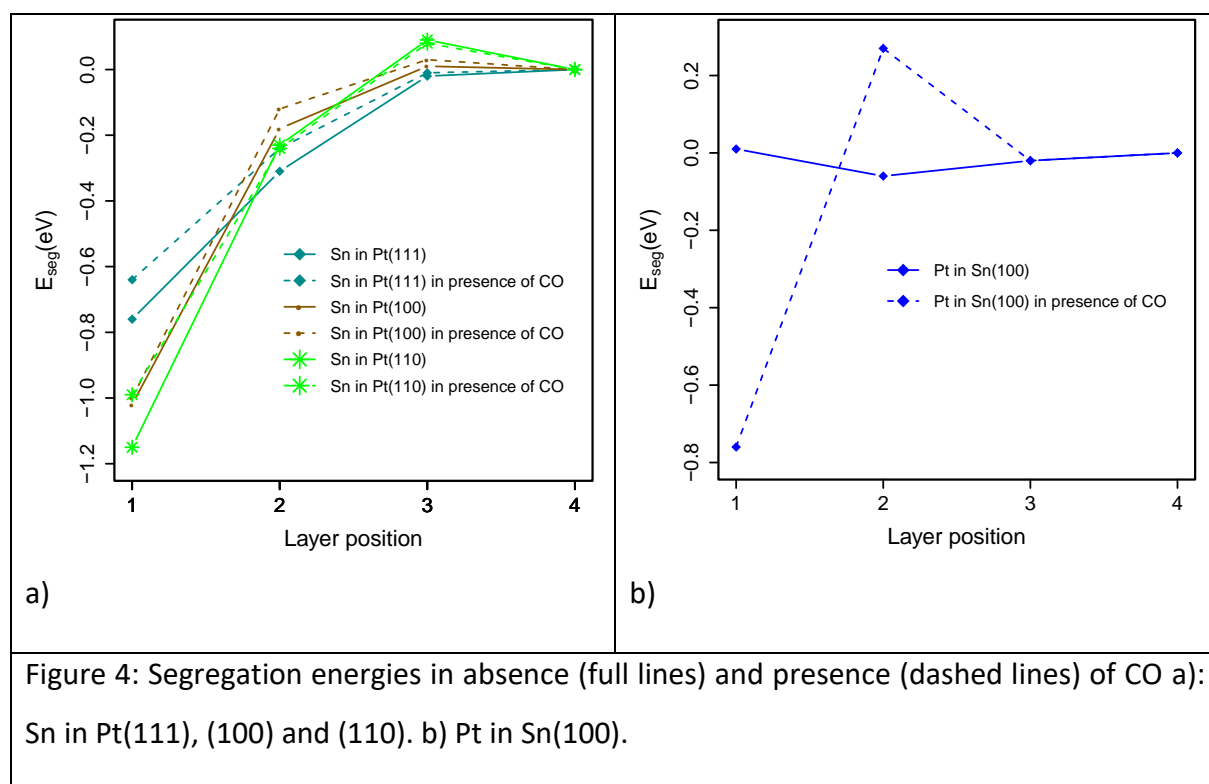 0.0
−0.2
−0.4
−0.6
−0.8
−1.0
−1.2
E_seg(eV)
Sn in Pt(111)
Sn in Pt(111) in presence of CO
Sn in Pt(100)
Sn in Pt(100) in presence of CO
Sn in Pt(110)
Sn in Pt(110) in presence of CO
1 2 3 4
Layer position
a)
0.2
0.0
−0.2
−0.4
−0.6
−0.8
E_seg(eV)
Pt in Sn(100)
Pt in Sn(100) in presence of CO
1 2 3 4
Layer position
b)
Figure 4: Segregation energies in absence (full lines) and presence (dashed lines) of CO a):
Sn in Pt(111), (100) and (110). b) Pt in Sn(100).